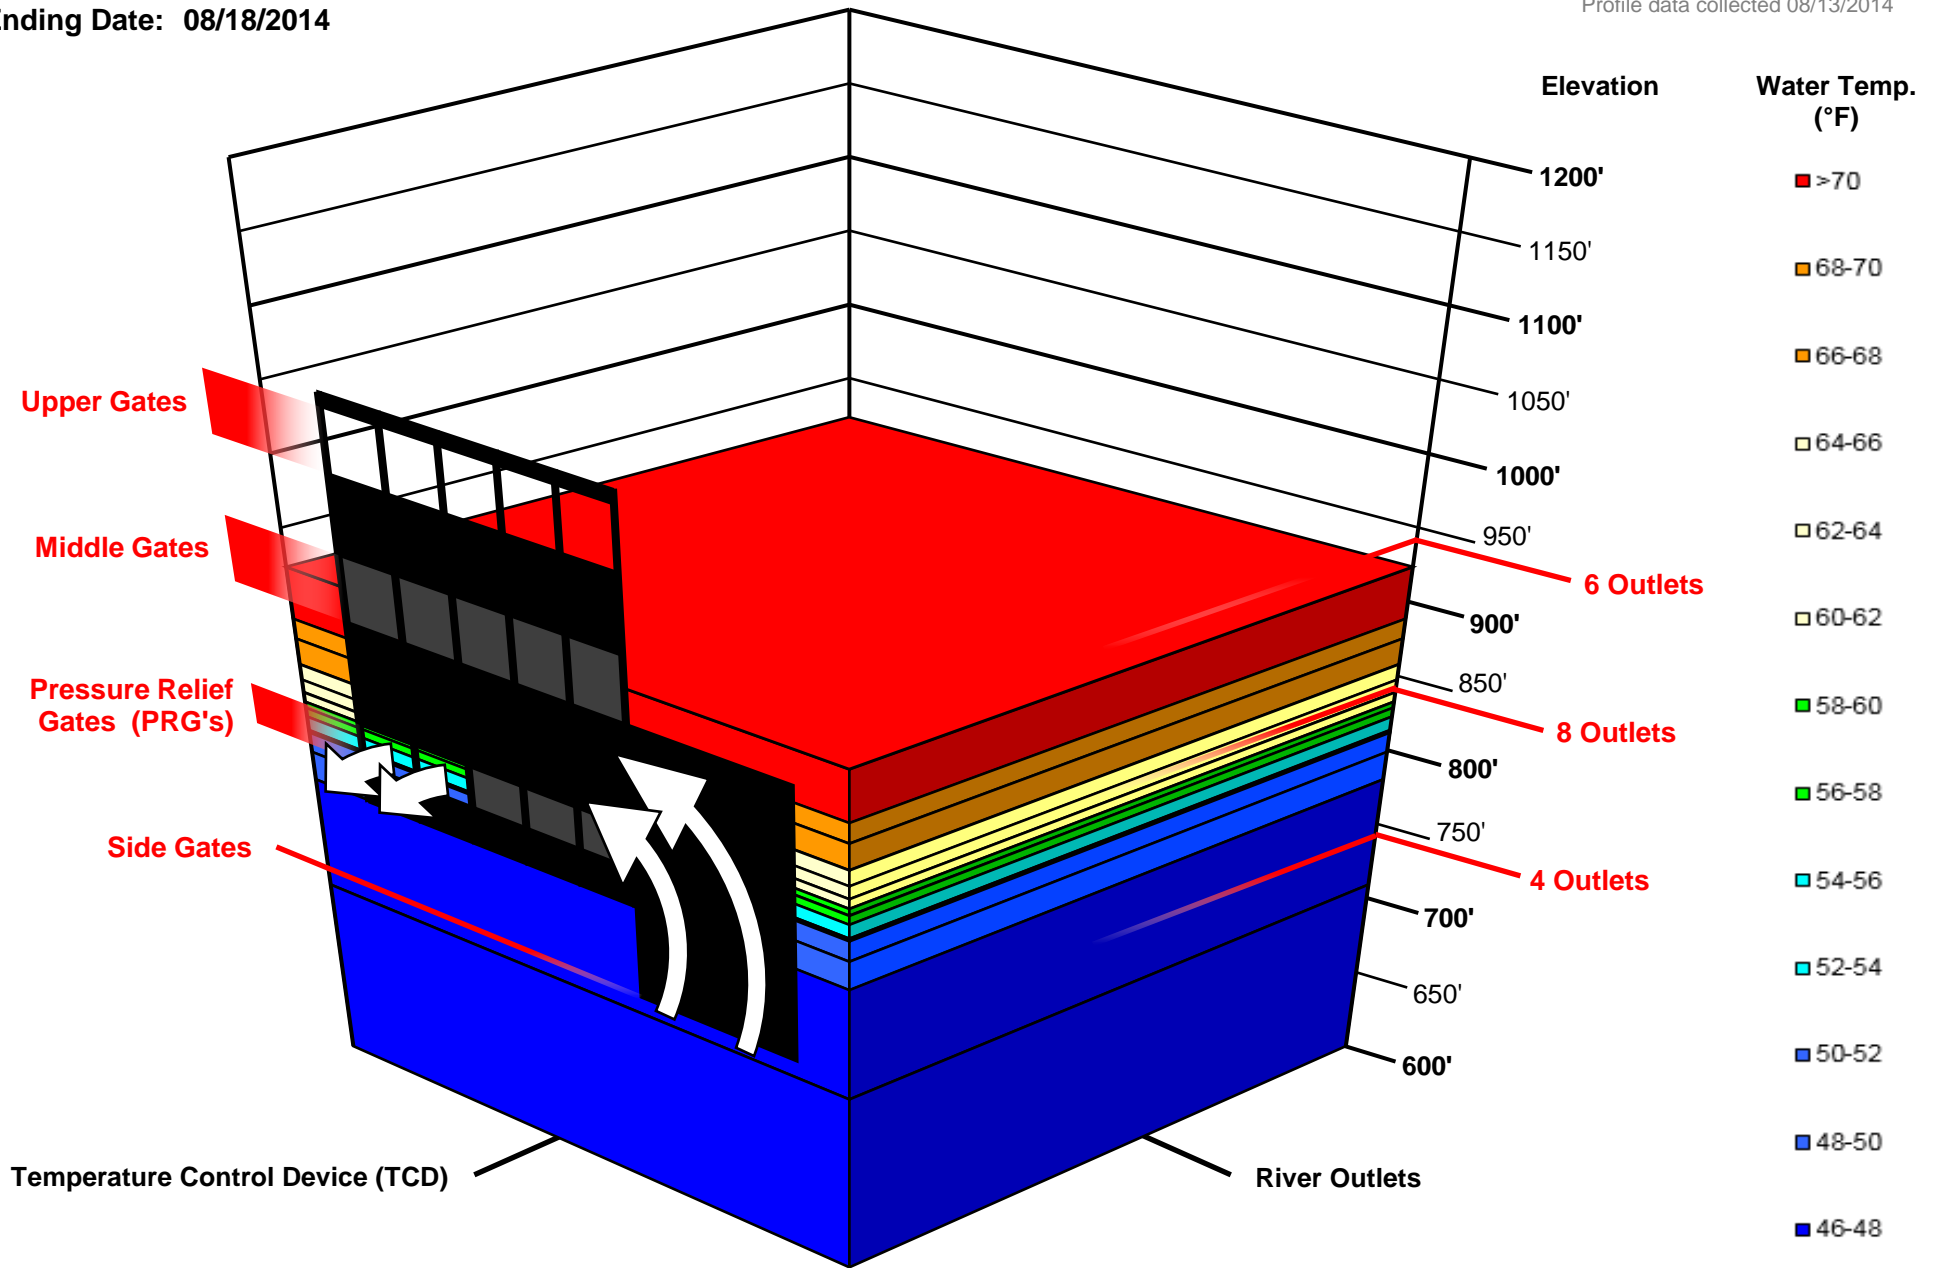 Ending Date: 08/18/2014
Profile data collected 08/13/2014
Elevation
Water Temp.
(°F)
1200'
1150'
1100'
1050'
1000'
950'
900'
850'
800'
750'
700'
650'
600'
>70
68-70
66-68
64-66
62-64
60-62
58-60
56-58
54-56
52-54
50-52
48-50
46-48
Upper Gates
Middle Gates
Pressure Relief
Gates (PRG's)
Side Gates
6 Outlets
8 Outlets
4 Outlets
Temperature Control Device (TCD)
River Outlets